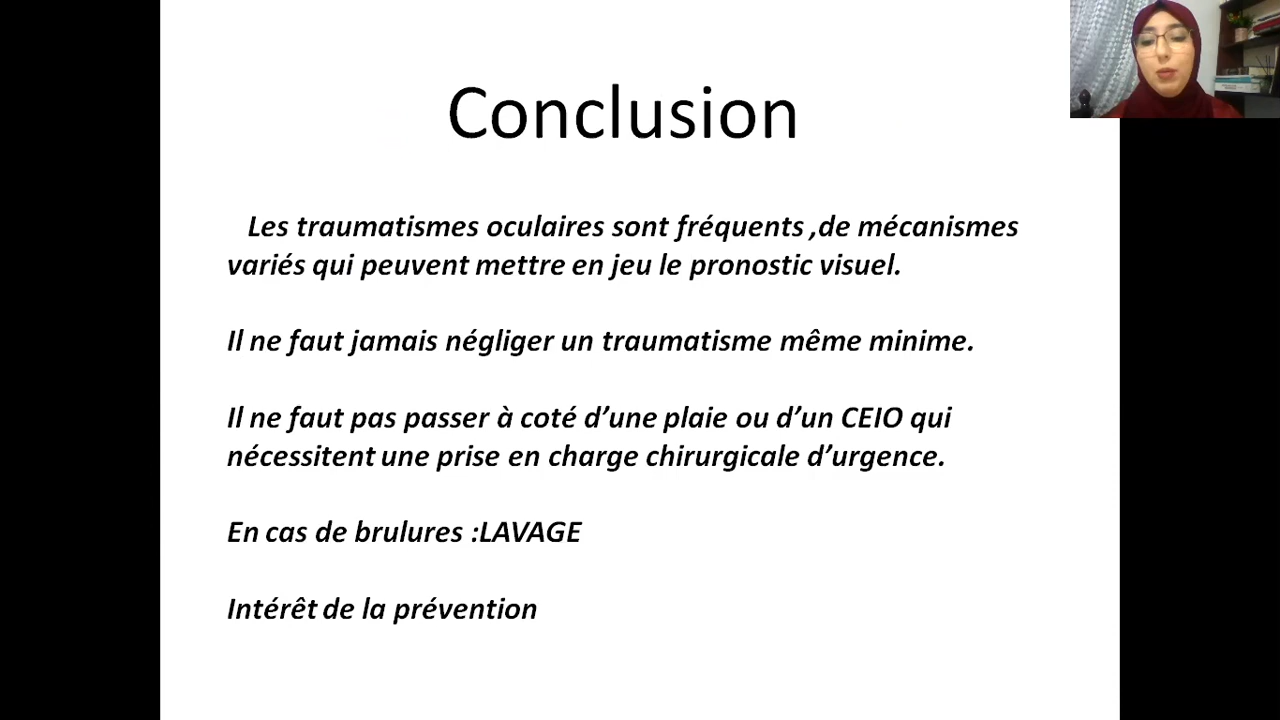 Conclusion
Les traumatismes oculaires sont fréquents ,de mécanismes
variés qui peuvent mettre en jeu le pronostic visuel.
Il ne faut jamais négliger un traumatisme même minime.
Il ne faut pas passer à coté d’une plaie ou d’un CEIO qui
nécessitent une prise en charge chirurgicale d’urgence.
En cas de brulures :LAVAGE
Intérêt de la prévention